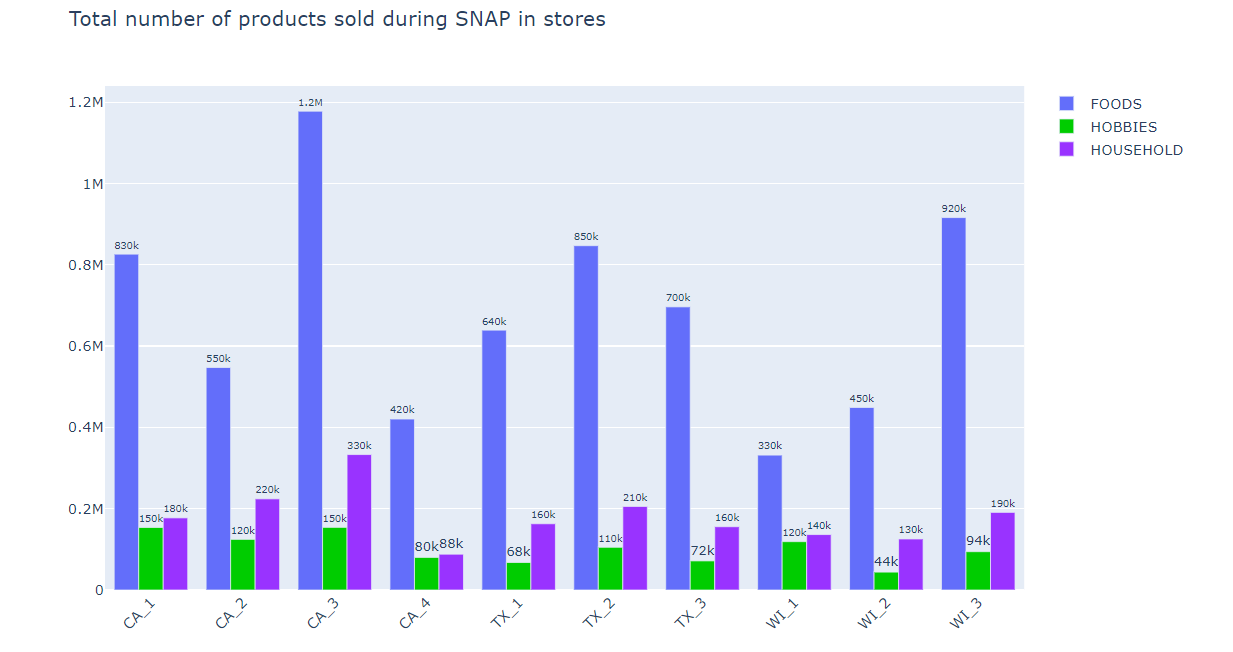 Total number of products sold during SNAP in stores
FOODS
HOBBIES
HOUSEHOLD
1.2M
1M
0.8M
0.6M
0.4M
0.2M
0
830k
150k
180k
550k
120k
220k
1.2M
150k
330k
420k
80k
88k
640k
68k
160k
850k
110k
210k
700k
72k
160k
330k
120k
140k
450k
44k
130k
920k
94k
190k
CA_1
CA_2
CA_3
CA_4
TX_1
TX_2
TX_3
WI_1
WI_2
WI_3